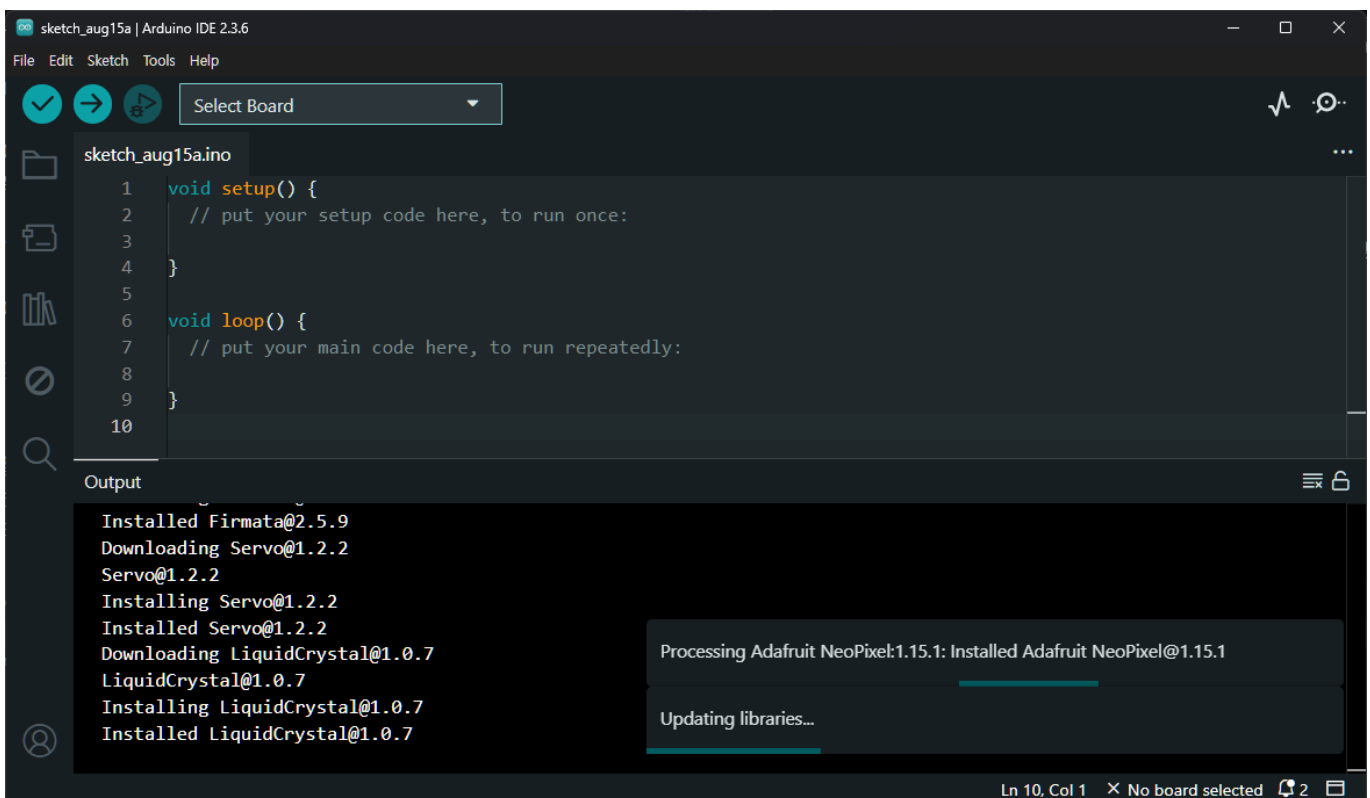 sketch_aug15a | Arduino IDE 2.3.6
File Edit Sketch Tools Help
Select Board
sketch_aug15a.ino
1 void setup() {
2 // put your setup code here, to run once:
3
4 }
5
6 void loop() {
7 // put your main code here, to run repeatedly:
8
9 }
10
Output
Installed Firmata@2.5.9
Downloading Servo@1.2.2
Servo@1.2.2
Installing Servo@1.2.2
Installed Servo@1.2.2
Downloading LiquidCrystal@1.0.7
LiquidCrystal@1.0.7
Installing LiquidCrystal@1.0.7
Installed LiquidCrystal@1.0.7
Processing Adafruit NeoPixel:1.15.1: Installed Adafruit NeoPixel@1.15.1
Updating libraries...
Ln 10, Col 1 × No board selected 2